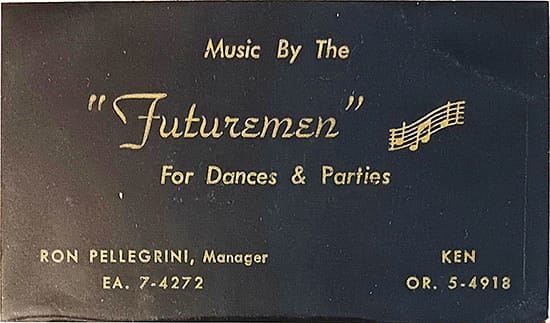 Music By The
"Futuremen"
For Dances & Parties
RON PELLEGRINI, Manager
EA. 7-4272
KEN
OR. 5-4918